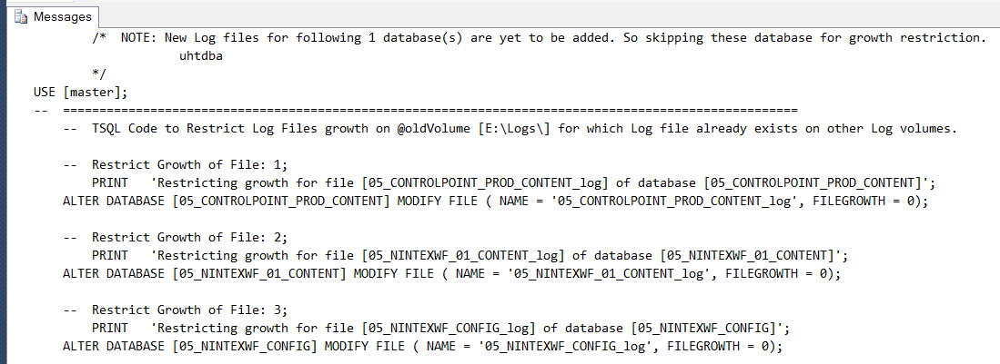 Messages
/*  NOTE: New Log files for following 1 database(s) are yet to be added. So skipping these database for growth restriction.
uhtdba
*/
USE [master];
--  =====================================================================================================
--  TSQL Code to Restrict Log Files growth on @oldVolume [E:\Logs\] for which Log file already exists on other Log volumes.
--  Restrict Growth of File: 1;
PRINT   'Restricting growth for file [05_CONTROLPOINT_PROD_CONTENT_log] of database [05_CONTROLPOINT_PROD_CONTENT]';
ALTER DATABASE [05_CONTROLPOINT_PROD_CONTENT] MODIFY FILE ( NAME = '05_CONTROLPOINT_PROD_CONTENT_log', FILEGROWTH = 0);
--  Restrict Growth of File: 2;
PRINT   'Restricting growth for file [05_NINTEXWF_01_CONTENT_log] of database [05_NINTEXWF_01_CONTENT]';
ALTER DATABASE [05_NINTEXWF_01_CONTENT] MODIFY FILE ( NAME = '05_NINTEXWF_01_CONTENT_log', FILEGROWTH = 0);
--  Restrict Growth of File: 3;
PRINT   'Restricting growth for file [05_NINTEXWF_CONFIG_log] of database [05_NINTEXWF_CONFIG]';
ALTER DATABASE [05_NINTEXWF_CONFIG] MODIFY FILE ( NAME = '05_NINTEXWF_CONFIG_log', FILEGROWTH = 0);